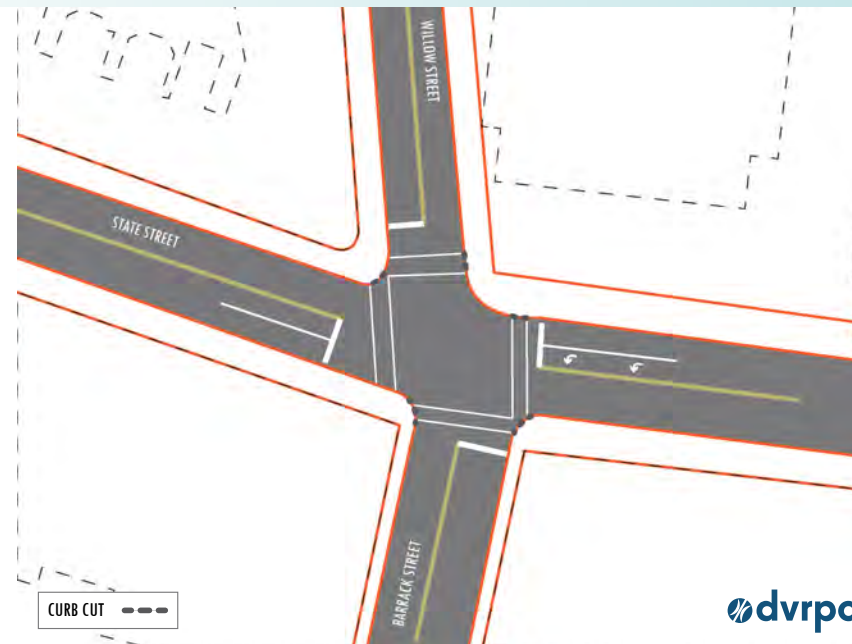 WILLOW STREET
STATE STREET
BARRACK STREET
CURB CUT
dvrpc